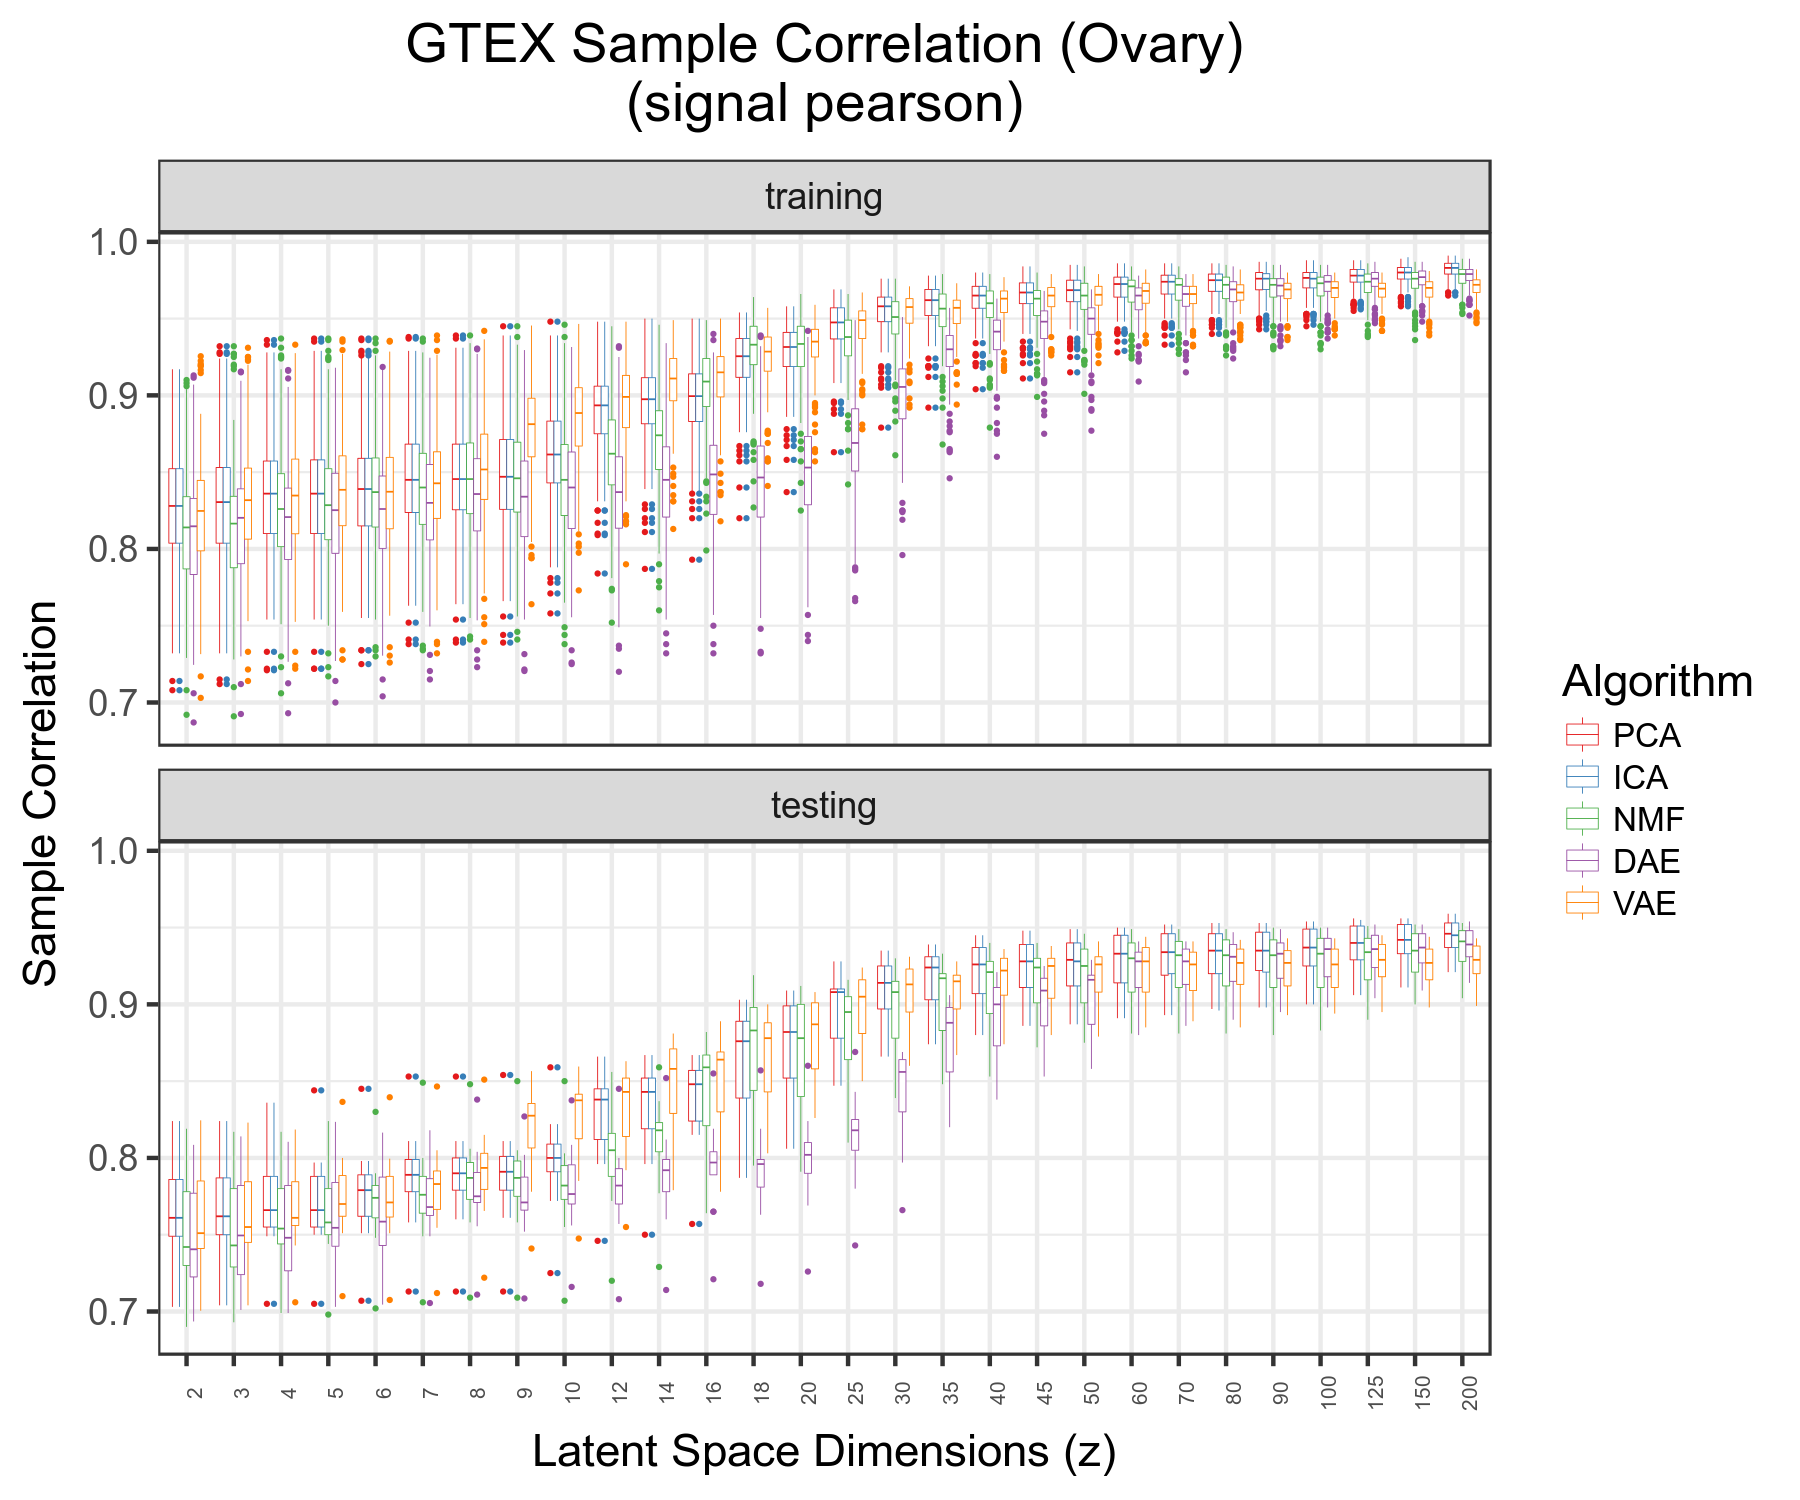 GTEX Sample Correlation (Ovary)
(signal pearson)
training
1.0
0.9
0.8
0.7
testing
1.0
0.9
0.8
0.7
Sample Correlation
2 3 4 5 6 7 8 9 10 12 14 16 18 20 25 30 35 40 45 50 60 70 80 90 100 125 150 200
Latent Space Dimensions (z)
Algorithm
PCA
ICA
NMF
DAE
VAE